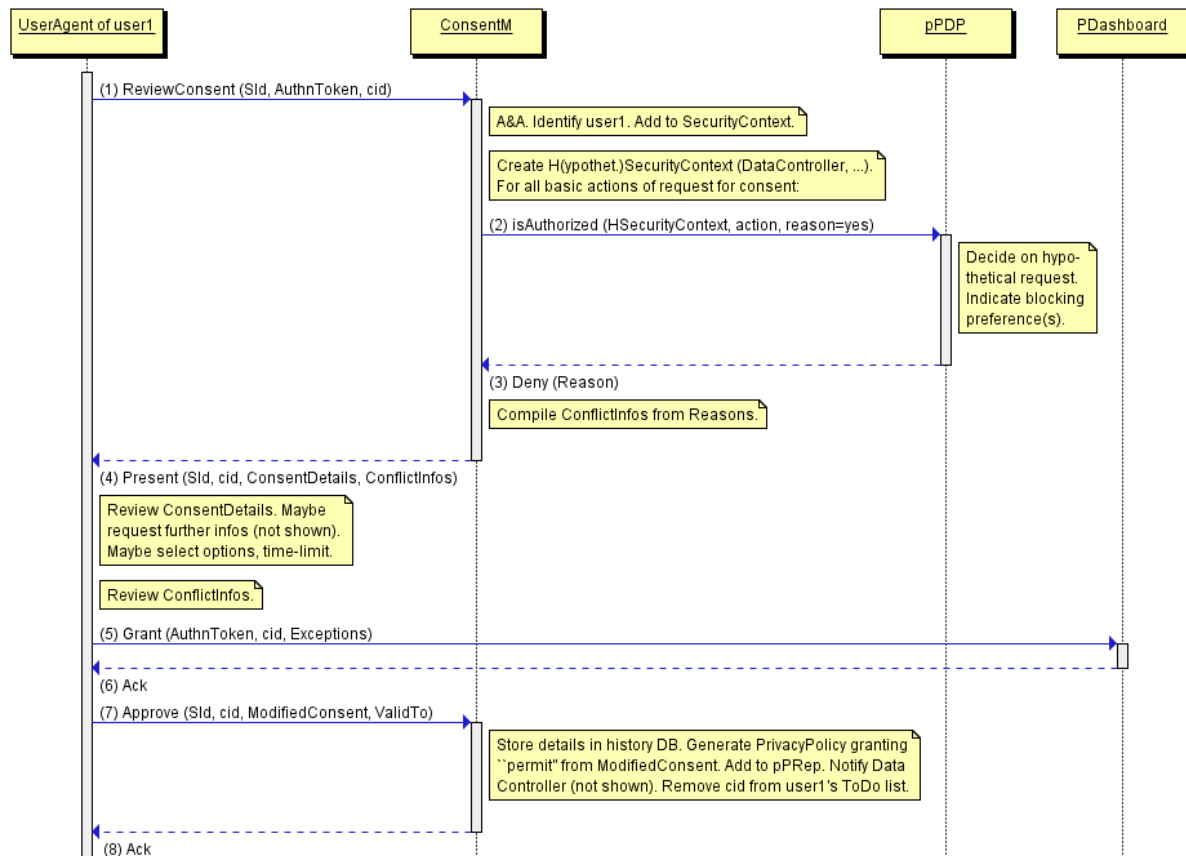 UserAgent of user1
ConsentM
pPDP
PDashboard
(1) ReviewConsent (SId, AuthnToken, cid)
A&A. Identify user1. Add to SecurityContext.
Create H(ypothet.)SecurityContext (DataController, ...).
For all basic actions of request for consent:
(2) isAuthorized (HSecurityContext, action, reason=yes)
Decide on hypo-
thetical request.
Indicate blocking
preference(s).
(3) Deny (Reason)
Compile ConflictInfos from Reasons.
(4) Present (SId, cid, ConsentDetails, ConflictInfos)
Review ConsentDetails. Maybe
request further infos (not shown).
Maybe select options, time-limit.
Review ConflictInfos.
(5) Grant (AuthnToken, cid, Exceptions)
(6) Ack
(7) Approve (SId, cid, ModifiedConsent, ValidTo)
Store details in history DB. Generate PrivacyPolicy granting
``permit'' from ModifiedConsent. Add to pPRep. Notify Data
Controller (not shown). Remove cid from user1's ToDo list.
(8) Ack